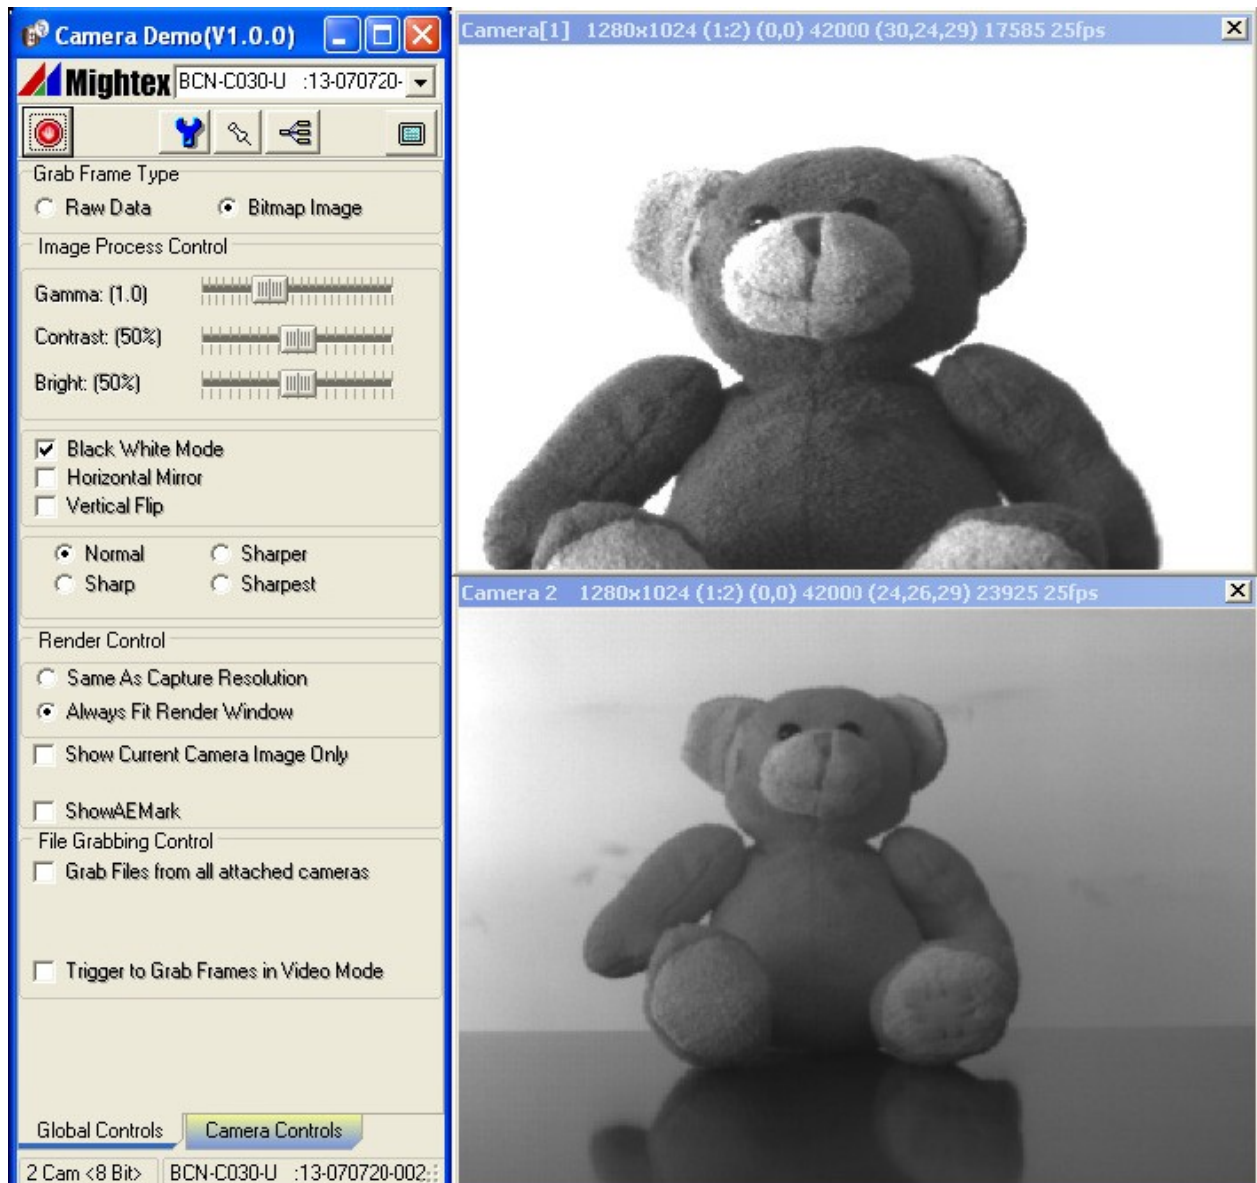 Camera Demo(V1.0.0)
Mightex
BCN-C030-U :13-070720-
Grab Frame Type
Raw Data
Bitmap Image
Image Process Control
Gamma: (1.0)
Contrast: (50%)
Bright: (50%)
Black White Mode
Horizontal Mirror
Vertical Flip
Normal
Sharper
Sharp
Sharpest
Render Control
Same As Capture Resolution
Always Fit Render Window
Show Current Camera Image Only
ShowAEMark
File Grabbing Control
Grab Files from all attached cameras
Trigger to Grab Frames in Video Mode
Global Controls
Camera Controls
2 Cam <8 Bit>
BCN-C030-U :13-070720-002
Camera[1] 1280x1024 (1:2) (0,0) 42000 (30,24,29) 17585 25fps
Camera 2 1280x1024 (1:2) (0,0) 42000 (24,26,29) 23925 25fps